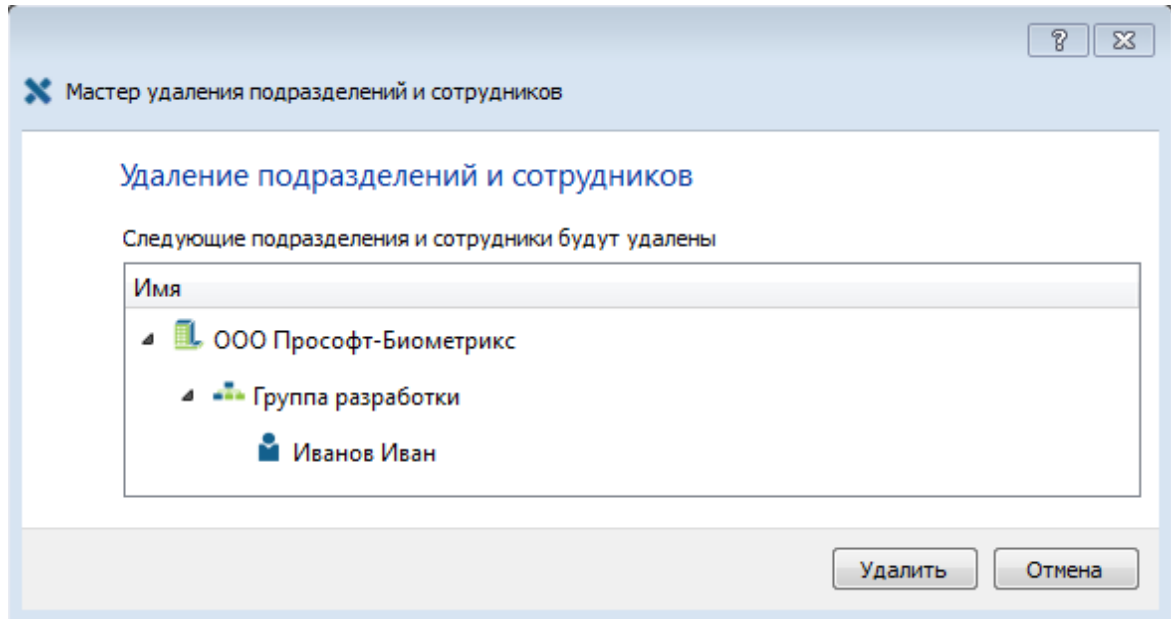 Мастер удаления подразделений и сотрудников
Удаление подразделений и сотрудников
Следующие подразделения и сотрудники будут удалены
Имя
ООО Прософт-Биометрикс
Группа разработки
Иванов Иван
Удалить Отмена